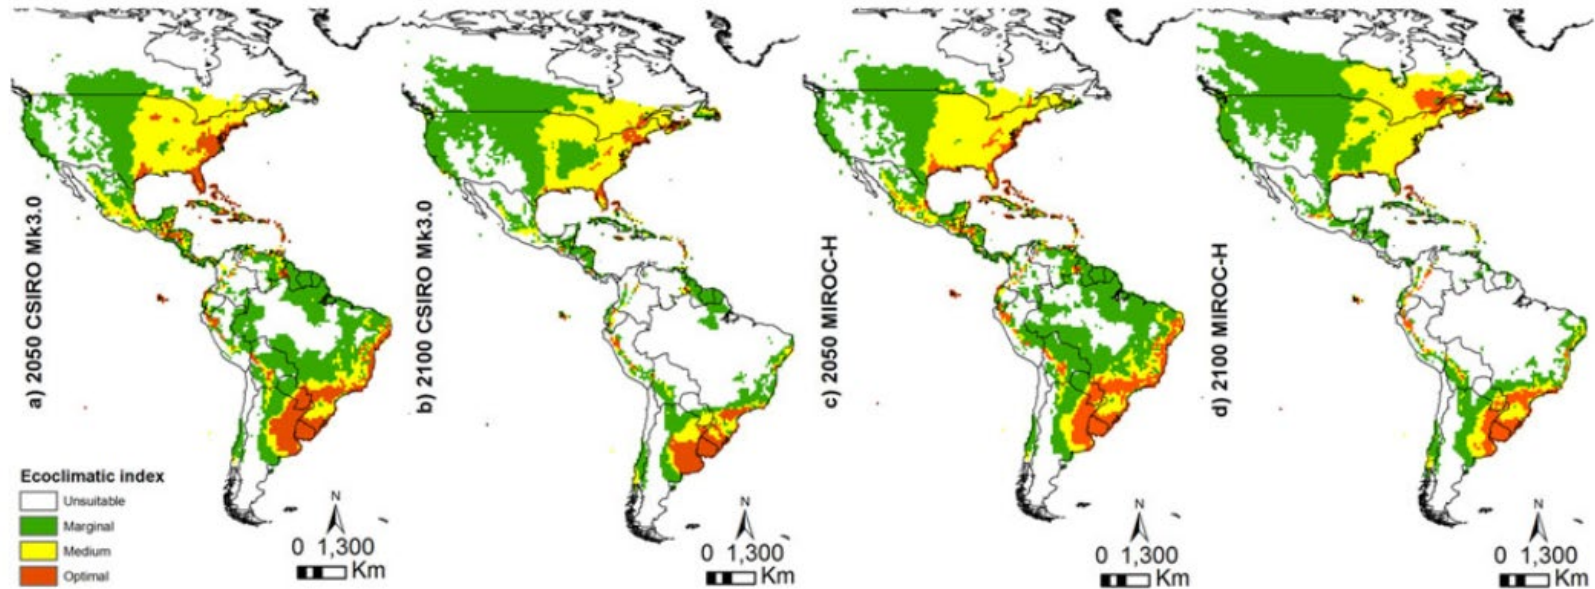 a) 2050 CSIRO Mk3.0
b) 2100 CSIRO Mk3.0
c) 2050 MIROC-H
d) 2100 MIROC-H
Ecoclimatic index
Unsuitable
Marginal
Medium
Optimal
N
0 1,300
Km
N
0 1,300
Km
N
0 1,300
Km
N
0 1,300
Km